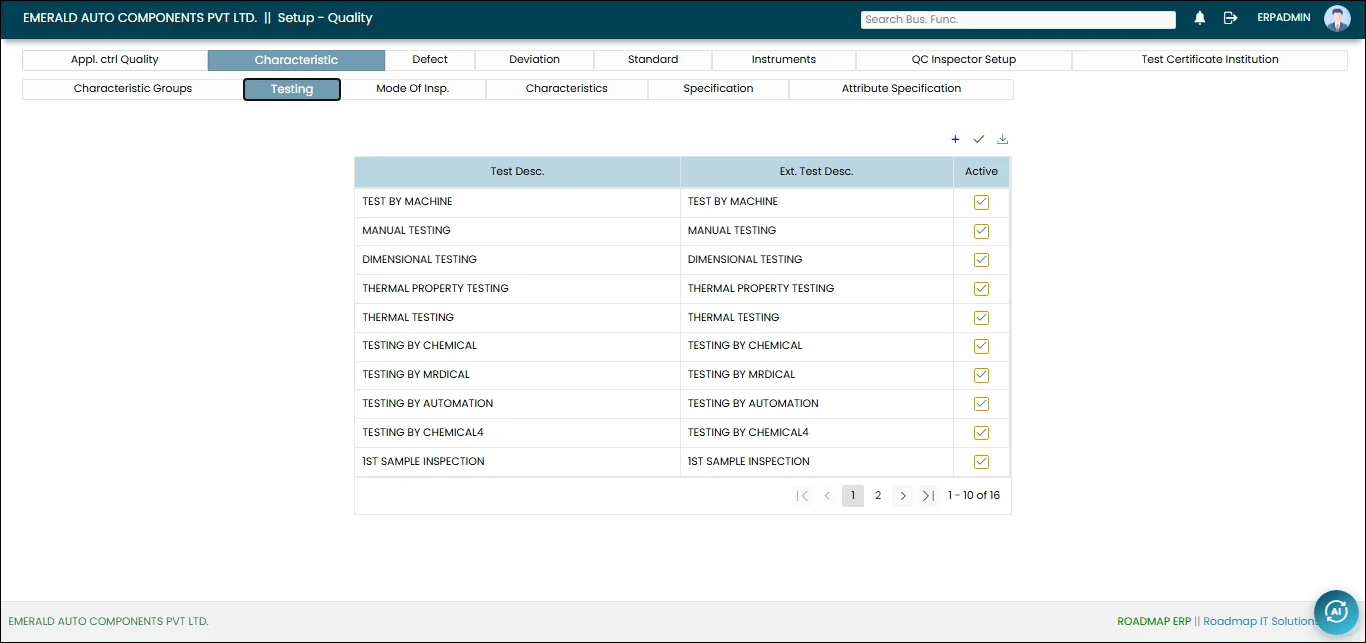 EMERALD AUTO COMPONENTS PVT LTD. || Setup - Quality Search Bus. Func. ERPADMIN
Appl. ctrl Quality Characteristic Defect Deviation Standard Instruments QC Inspector Setup Test Certificate Institution
Characteristic Groups Testing Mode Of Insp. Characteristics Specification Attribute Specification
Test Desc. Ext. Test Desc. Active
TEST BY MACHINE TEST BY MACHINE
MANUAL TESTING MANUAL TESTING
DIMENSIONAL TESTING DIMENSIONAL TESTING
THERMAL PROPERTY TESTING THERMAL PROPERTY TESTING
THERMAL TESTING THERMAL TESTING
TESTING BY CHEMICAL TESTING BY CHEMICAL
TESTING BY MRDICAL TESTING BY MRDICAL
TESTING BY AUTOMATION TESTING BY AUTOMATION
TESTING BY CHEMICAL4 TESTING BY CHEMICAL4
1ST SAMPLE INSPECTION 1ST SAMPLE INSPECTION
1 2 1 - 10 of 16
EMERALD AUTO COMPONENTS PVT LTD. ROADMAP ERP || Roadmap IT Solutions AI